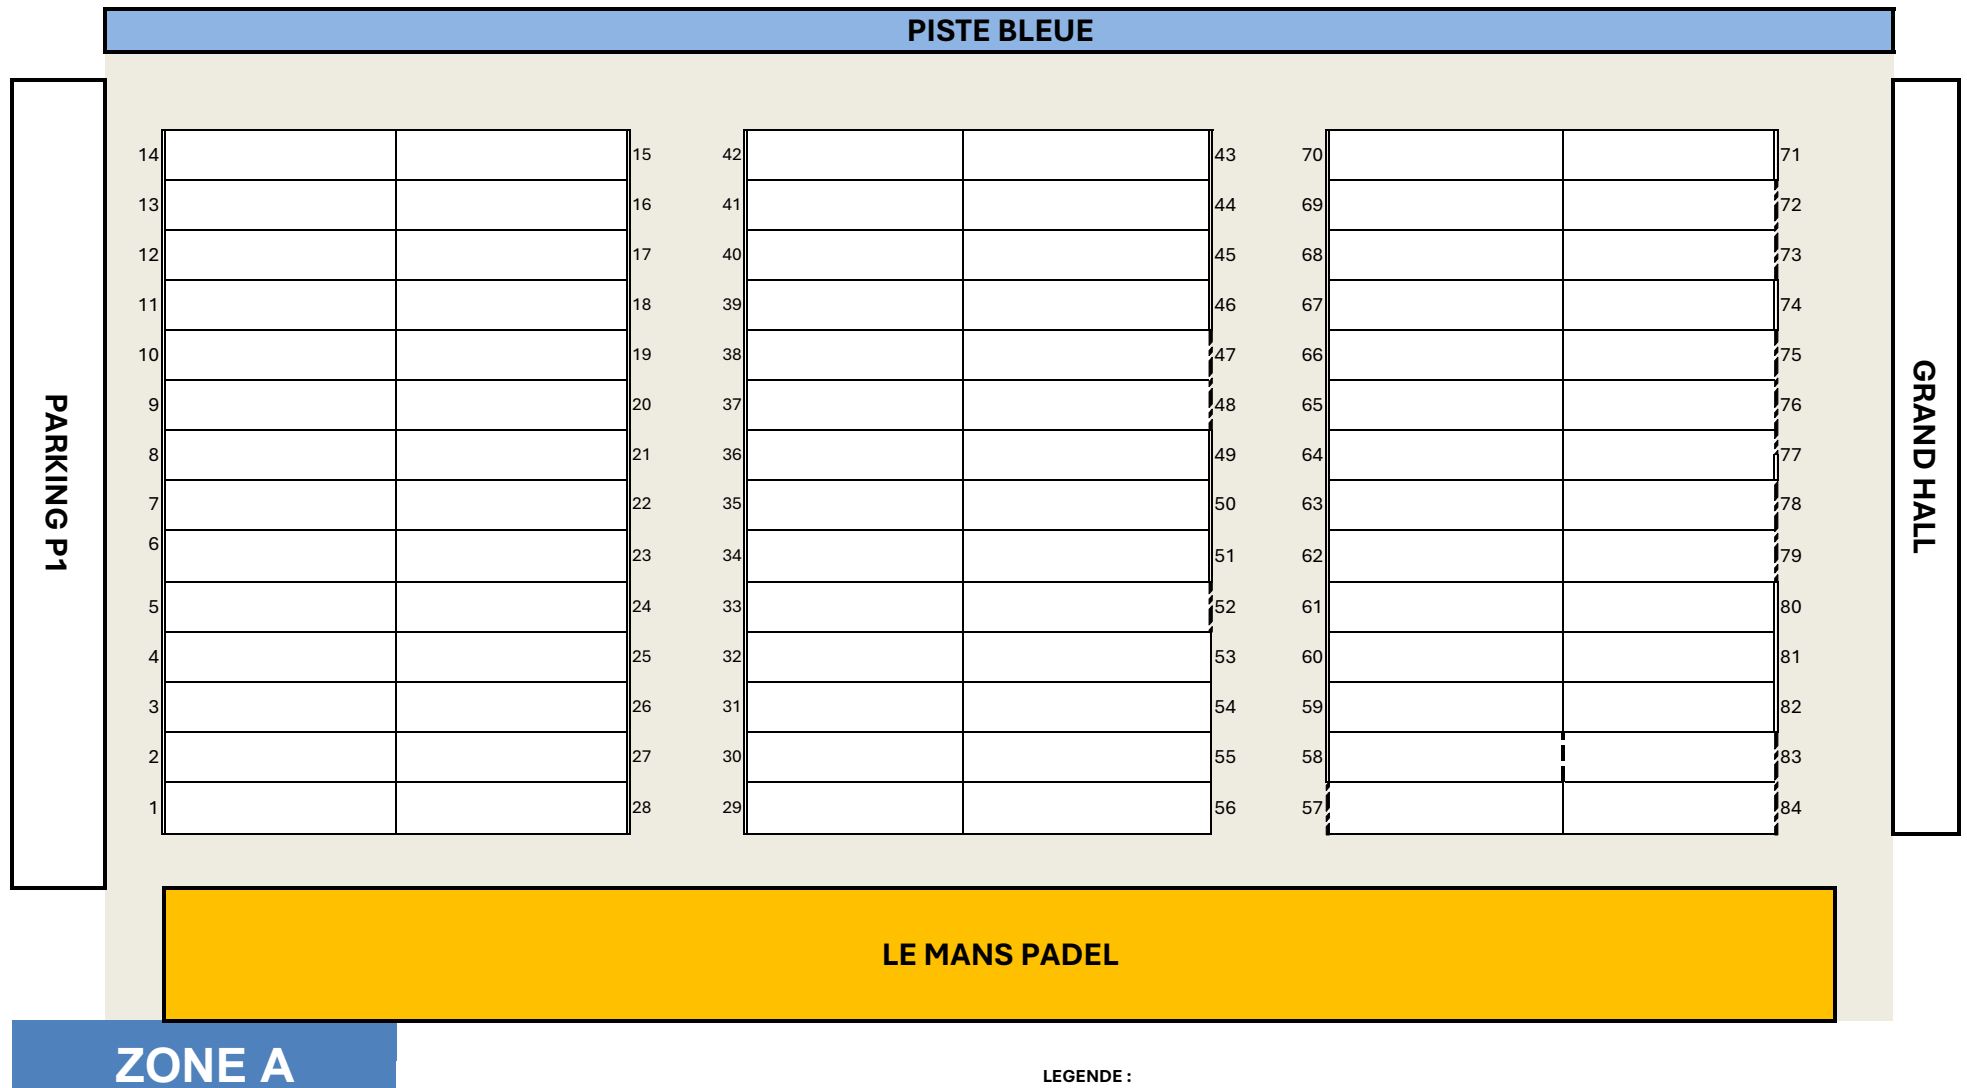 PISTE BLEUE
PARKING P1
GRAND HALL
14 15 42 43 70 71
13 16 41 44 69 72
12 17 40 45 68 73
11 18 39 46 67 74
10 19 38 47 66 75
9 20 37 48 65 76
8 21 36 49 64 77
7 22 35 50 63 78
6 23 34 51 62 79
5 24 33 52 61 80
4 25 32 53 60 81
3 26 31 54 59 82
2 27 30 55 58 83
1 28 29 56 57 84
LE MANS PADEL
ZONE A
LEGENDE :